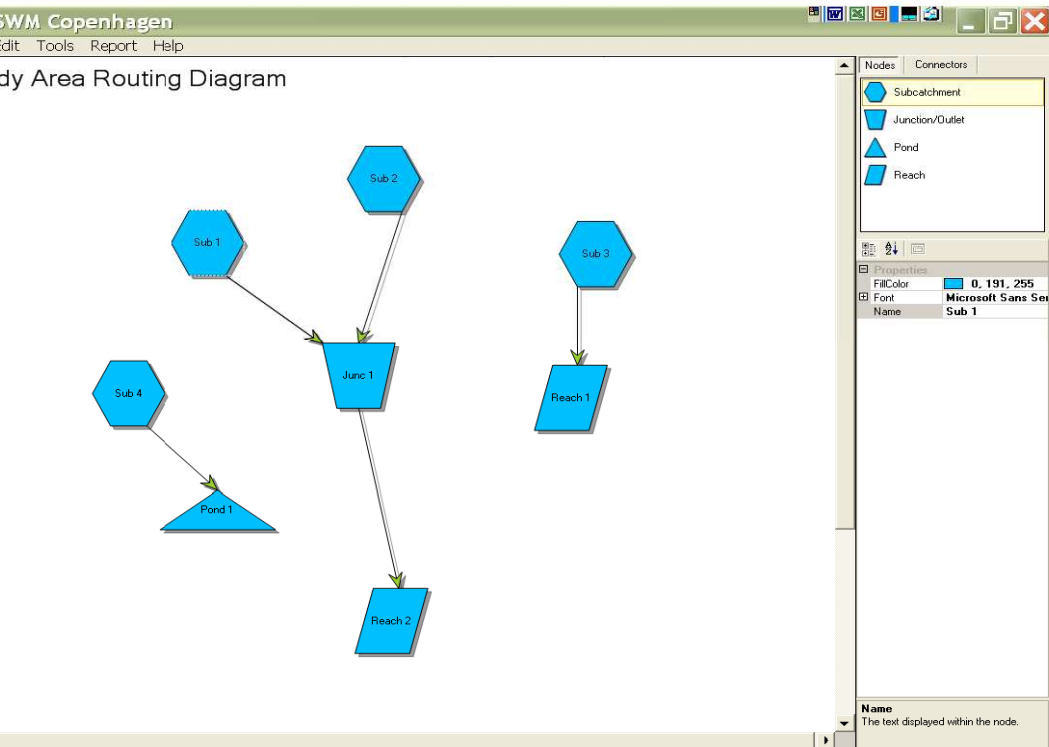 SWM Copenhagen
Edit Tools Report Help
dy Area Routing Diagram
Nodes Connectors
Subcatchment
Junction/Outlet
Pond
Reach
Sub 2
Sub 1
Sub 3
Junc 1
Sub 4
Reach 1
Pond 1
Reach 2
Properties
FillColor 0, 191, 255
Font Microsoft Sans Ser
Name Sub 1
Name
The text displayed within the node.